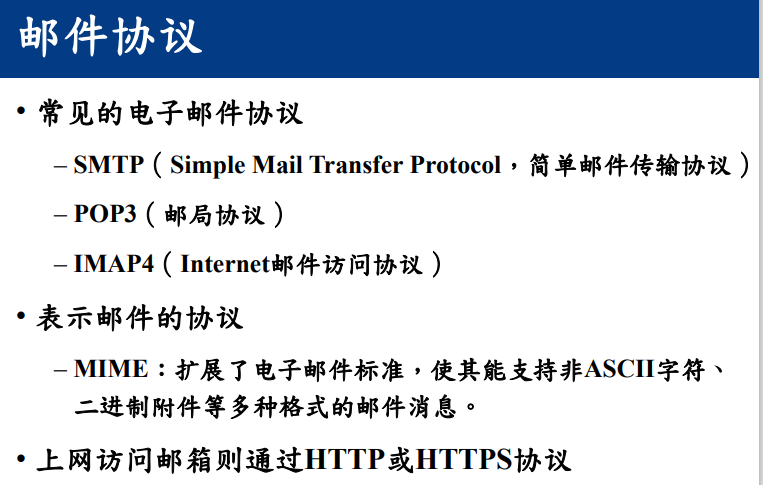 邮件协议
• 常见的电子邮件协议
– SMTP（Simple Mail Transfer Protocol，简单邮件传输协议）
– POP3（邮局协议）
– IMAP4（Internet邮件访问协议）
• 表示邮件的协议
– MIME：扩展了电子邮件标准，使其能支持非ASCII字符、
二进制附件等多种格式的邮件消息。
• 上网访问邮箱则通过HTTP或HTTPS协议